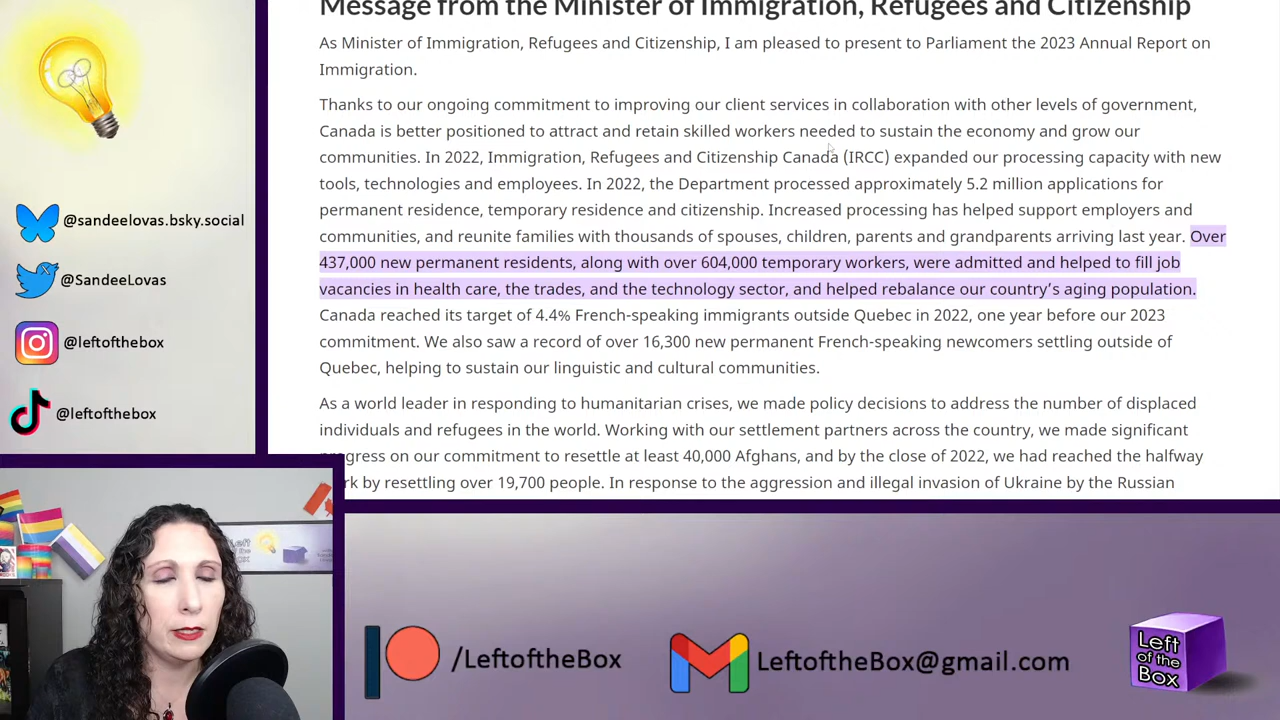 Message from the Minister of Immigration, Refugees and Citizenship
As Minister of Immigration, Refugees and Citizenship, I am pleased to present to Parliament the 2023 Annual Report on
Immigration.
Thanks to our ongoing commitment to improving our client services in collaboration with other levels of government,
Canada is better positioned to attract and retain skilled workers needed to sustain the economy and grow our
communities. In 2022, Immigration, Refugees and Citizenship Canada (IRCC) expanded our processing capacity with new
tools, technologies and employees. In 2022, the Department processed approximately 5.2 million applications for
permanent residence, temporary residence and citizenship. Increased processing has helped support employers and
communities, and reunite families with thousands of spouses, children, parents and grandparents arriving last year. Over
437,000 new permanent residents, along with over 604,000 temporary workers, were admitted and helped to fill job
vacancies in health care, the trades, and the technology sector, and helped rebalance our country’s aging population.
Canada reached its target of 4.4% French-speaking immigrants outside Quebec in 2022, one year before our 2023
commitment. We also saw a record of over 16,300 new permanent French-speaking newcomers settling outside of
Quebec, helping to sustain our linguistic and cultural communities.
As a world leader in responding to humanitarian crises, we made policy decisions to address the number of displaced
individuals and refugees in the world. Working with our settlement partners across the country, we made significant
progress on our commitment to resettle at least 40,000 Afghans, and by the close of 2022, we had reached the halfway
rk by resettling over 19,700 people. In response to the aggression and illegal invasion of Ukraine by the Russian
@sandeelovas.bsky.social
@SandeeLovas
@leftofthebox
@leftofthebox
Left
of the
Box
/LeftoftheBox
LeftoftheBox@gmail.com
Left
of the
Box